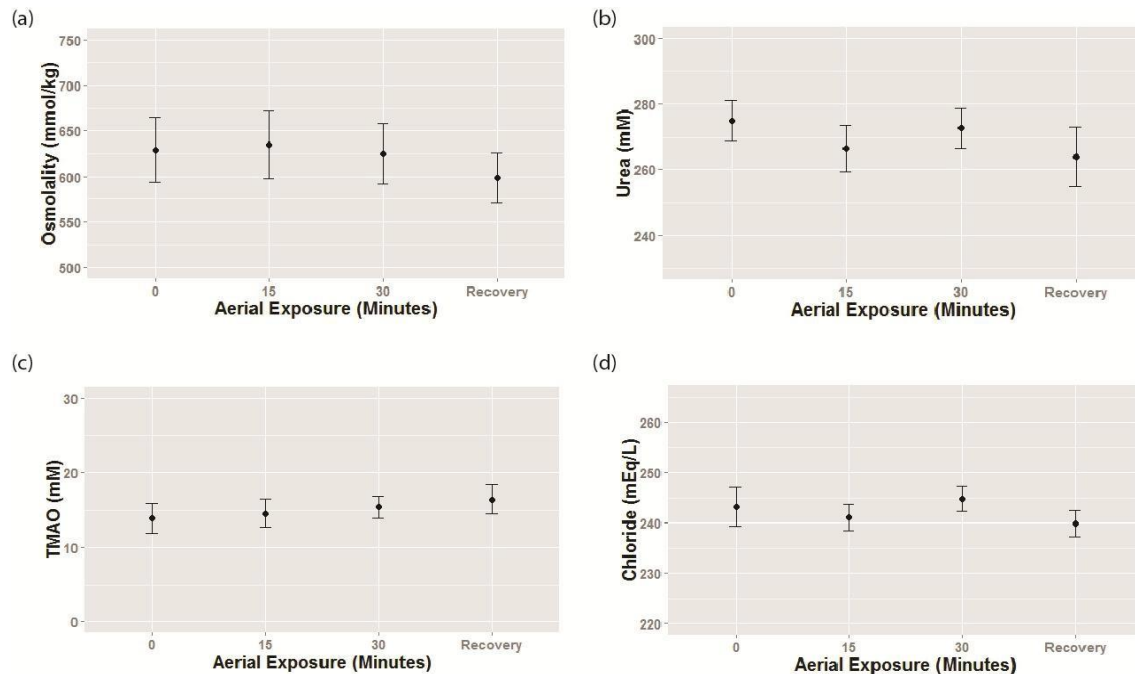 (a)
750
700
650
600
550
500
Osmolality (mmol/kg)
0 15 30 Recovery
Aerial Exposure (Minutes)
(b)
300
280
260
240
Urea (mM)
0 15 30 Recovery
Aerial Exposure (Minutes)
(c)
30
20
10
0
TMAO (mM)
0 15 30 Recovery
Aerial Exposure (Minutes)
(d)
260
250
240
230
220
Chloride (mEq/L)
0 15 30 Recovery
Aerial Exposure (Minutes)